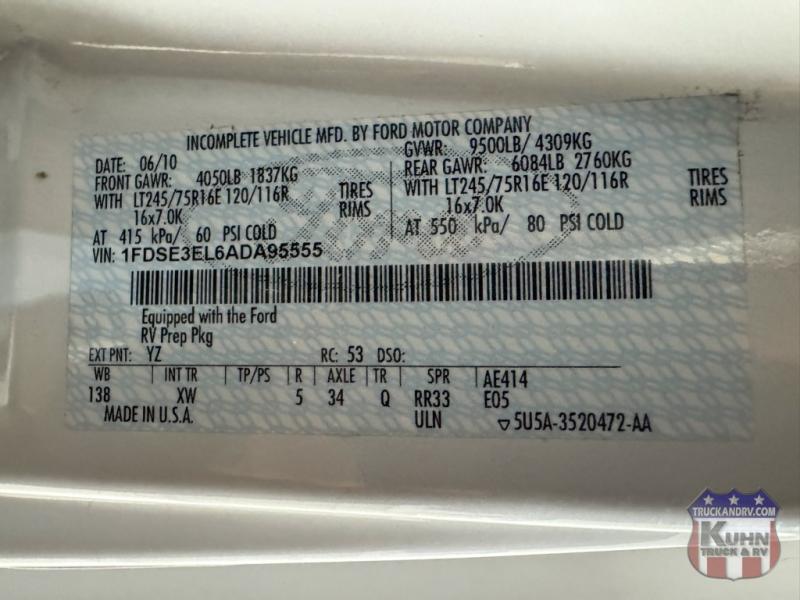 INCOMPLETE VEHICLE MFD. BY FORD MOTOR COMPANY
DATE: 06/10 GVWR: 9500LB/ 4309KG
FRONT GAWR: 4050LB 1837KG REAR GAWR: 6084LB 2760KG
WITH LT245/75R16E 120/116R TIRES WITH LT245/75R16E 120/116R TIRES
16x7.0K RIMS 16x7.0K RIMS
AT 415 kPa/ 60 PSI COLD AT 550 kPa/ 80 PSI COLD
VIN: 1FDSE3EL6ADA95555
Equipped with the Ford
RV Prep Pkg
EXT PNT: YZ RC: 53 DSO:
WB INT TR TP/PS R AXLE TR SPR AE414
138 XW 5 34 Q RR33 E05
MADE IN U.S.A. ULN ▽5U5A-3520472-AA
TRUCKANDRV.COM
KUHN
TRUCK & RV